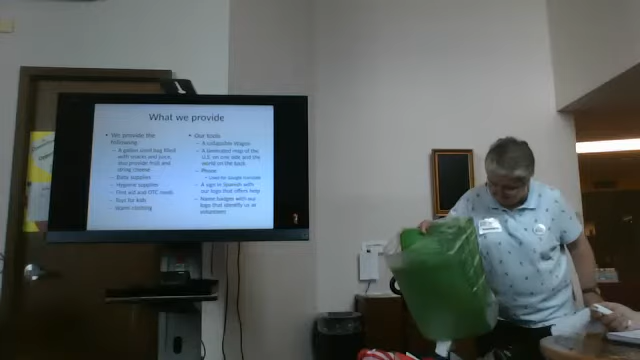 What we provide
• We provide the following:
– A gallon sized bag filled with snacks and juice, also provide fruit and string cheese
– Baby supplies
– Hygiene supplies
– First aid and OTC meds
– Toys for kids
– Warm clothing
• Our tools
– A collapsible wagon
– A laminated map of the U.S. on one side and the world on the back
– Phone
– Used for Google translate
– A sign in Spanish with our logo that offers help
– Name badges with our logo that identify us as volunteers